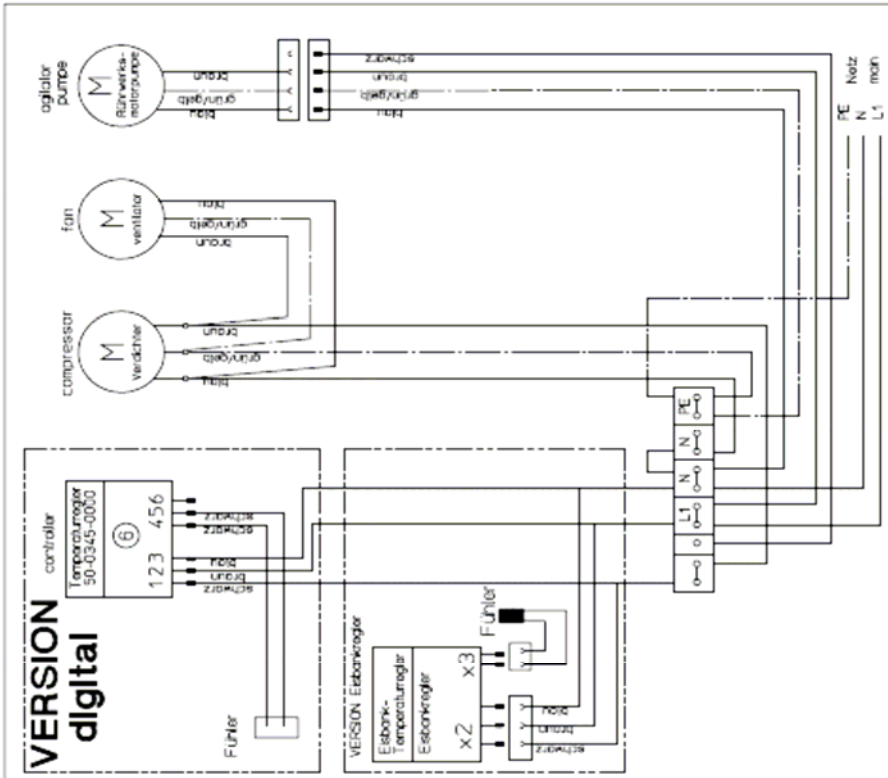 agitator
pumpe
M
Rührwerks-
motorpumpe
braun
grün/gelb
blau
schwarz
braun
grün/gelb
blau
Netz
main
PE
N
L1
fan
M
ventilator
blau
grün/gelb
braun
compressor
M
Verdichter
braun
grün/gelb
blau
PE
N
N
L1
VERSION
digital
controller
Temperaturregler
50-0345-0000
6
123 456
schwarz
schwarz
blau
braun
schwarz
Fühler
VERSION Eisbankregler
Eisbank-
Temperaturregler
Eisbankregler
x2
x3
Fühler
blau
braun
schwarz